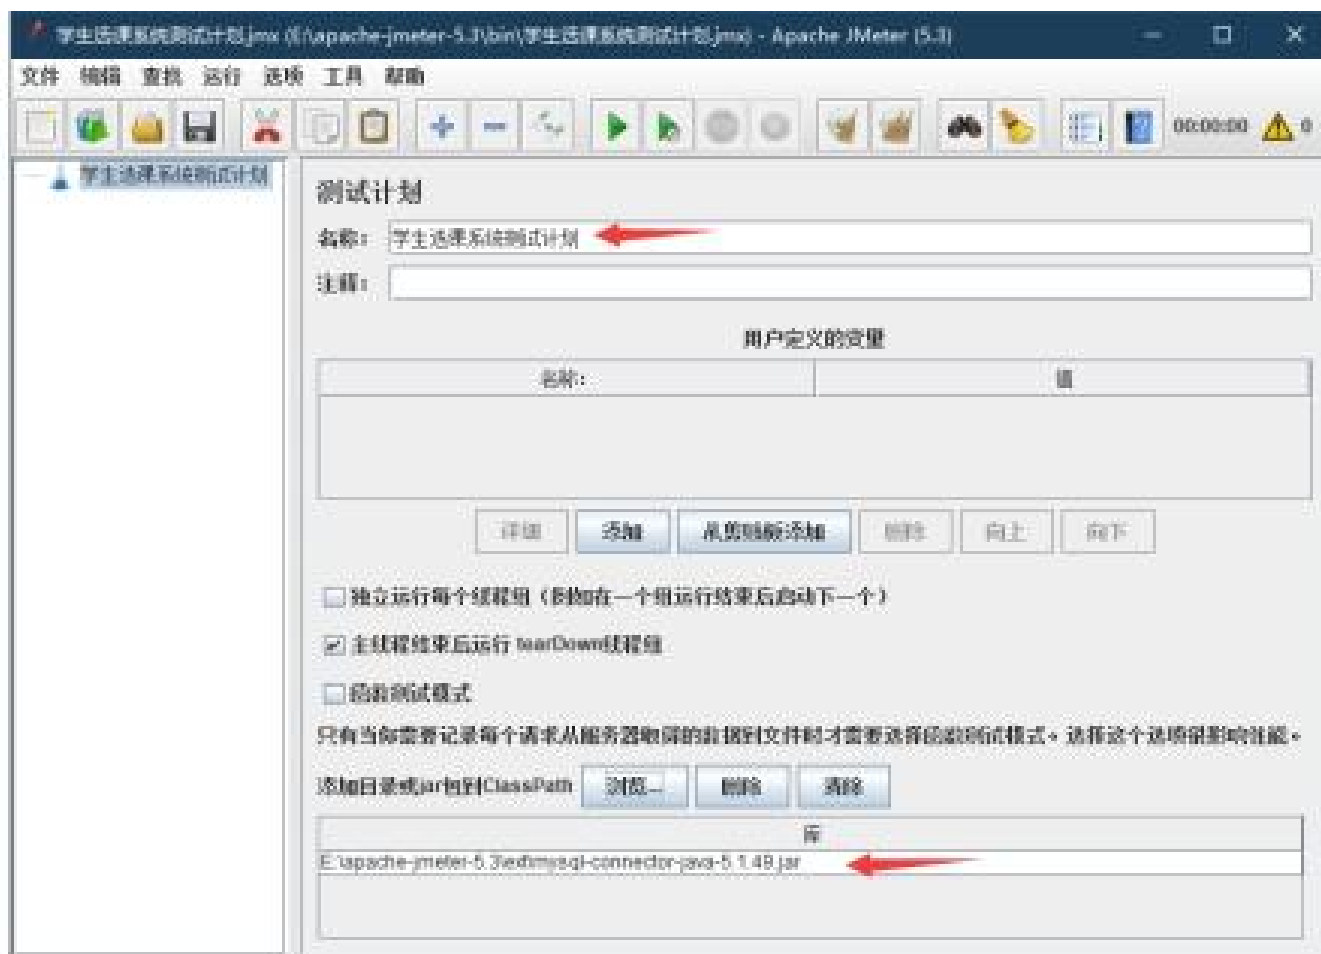 学生选课系统测试计划.jmx (E:\apache-jmeter-5.3\bin\学生选课系统测试计划.jmx) - Apache JMeter (5.3)
文件 编辑 查找 运行 选项 工具 帮助
00:00:00 0
学生选课系统测试计划
测试计划
名称： 学生选课系统测试计划
注释：
用户定义的变量
名称： 值
详细 添加 从剪贴板添加 删除 向上 向下
独立运行每个线程组（例如在一个组运行结束后启动下一个）
主线程结束后运行 tearDown线程组
函数测试模式
只有当你需要记录每个请求从服务器取得的数据到文件时才需要选择函数测试模式。选择这个选项很影响性能。
添加目录或jar包到ClassPath 浏览... 删除 清除
库
E:\apache-jmeter-5.3\ext\mysql-connector-java-5.1.49.jar